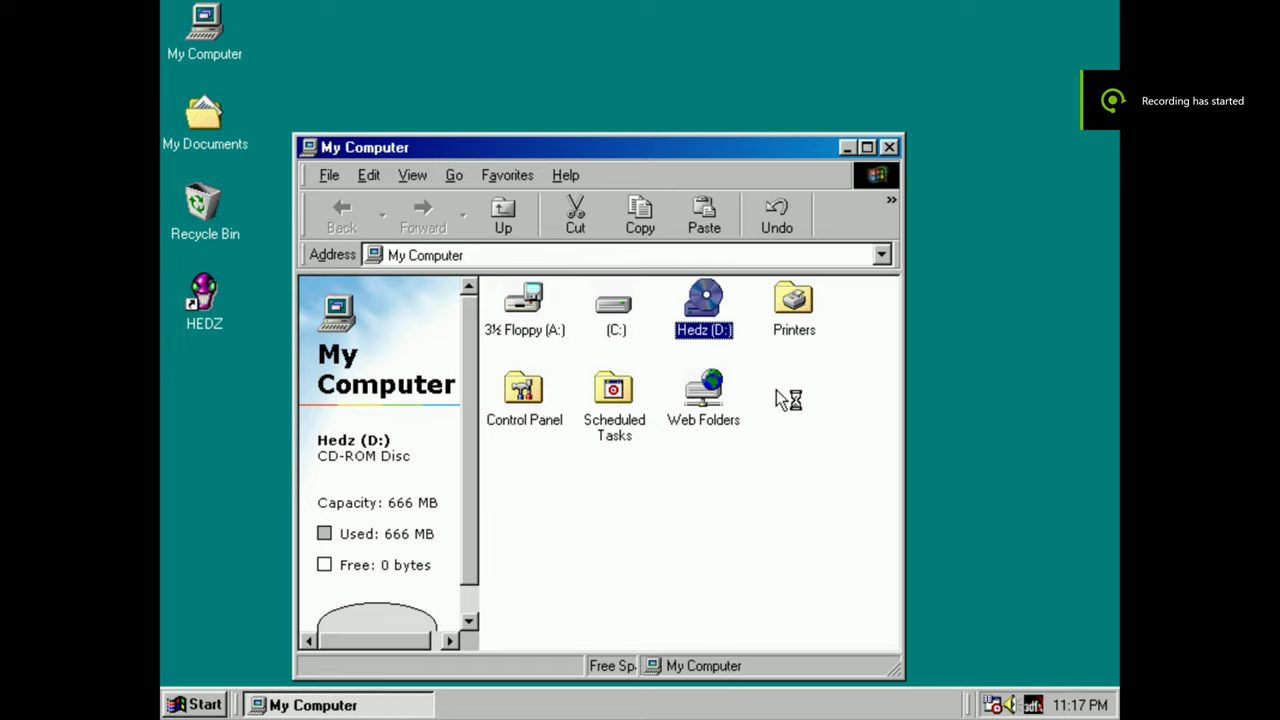 My Computer
Recording has started
My Documents
Recycle Bin
HEDZ
My Computer
File Edit View Go Favorites Help
Back Forward Up Cut Copy Paste Undo »
Address My Computer
3½ Floppy (A:) (C:) Hedz (D:) Printers
Control Panel Scheduled Tasks Web Folders
My
Computer
Hedz (D:)
CD-ROM Disc
Capacity: 666 MB
Used: 666 MB
Free: 0 bytes
Free Sp. My Computer
Start My Computer 11:17 PM